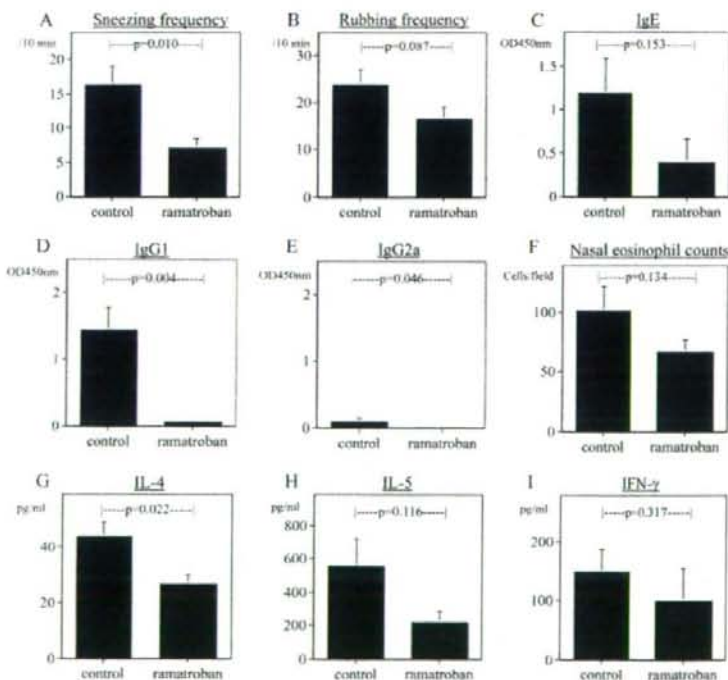 A Sneezing frequency
/10 min
p=0.010
20
15
10
5
0
control ramatroban
B Rubbing frequency
/10 min
p=0.087
30
20
10
0
control ramatroban
C IgE
OD450nm
p=0.153
1.5
1
0.5
0
control ramatroban
D IgG1
OD450nm
p=0.004
2
1
0
control ramatroban
E IgG2a
OD450nm
p=0.046
2
1
0
control ramatroban
F Nasal eosinophil counts
Cells/field
p=0.134
100
50
0
control ramatroban
G IL-4
pg/ml
p=0.022
40
20
0
control ramatroban
H IL-5
pg/ml
p=0.116
800
600
400
200
0
control ramatroban
I IFN-γ
pg/ml
p=0.317
200
100
0
control ramatroban